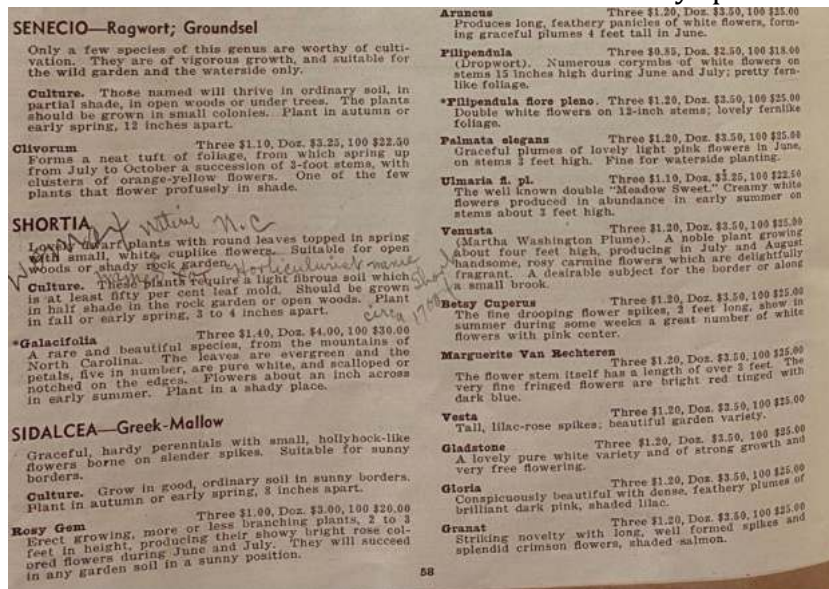 SENECIO—Ragwort; Groundsel
Only a few species of this genus are worthy of culti-
vation. They are of vigorous growth, and suitable for
the wild garden and the waterside only.
Culture. Those named will thrive in ordinary soil, in
partial shade, in open woods or under trees. The plants
should be grown in small colonies. Plant in autumn or
early spring, 12 inches apart.
Clivorum Three $1.10, Doz. $3.25, 100 $22.50
Forms a neat tuft of foliage, from which spring up
from July to October a succession of 3-foot stems, with
clusters of orange-yellow flowers. One of the few
plants that flower profusely in shade.
SHORTIA
native N.C
Lovely dwarf plants with round leaves topped in spring
with small, white, cuplike flowers. Suitable for open
woods or shady rock garden.
Horticulturist name
Short
circa 1700
Culture. These plants require a light fibrous soil which
is at least fifty per cent leaf mold. Should be grown
in half shade in the rock garden or open woods. Plant
in fall or early spring, 3 to 4 inches apart.
*Galacifolia Three $1.40, Doz. $4.00, 100 $30.00
A rare and beautiful species, from the mountains of
North Carolina. The leaves are evergreen and the
petals, five in number, are pure white, and scalloped or
notched on the edges. Flowers about an inch across
in early summer. Plant in a shady place.
SIDALCEA—Greek-Mallow
Graceful, hardy perennials with small, hollyhock-like
flowers borne on slender spikes. Suitable for sunny
borders.
Culture. Grow in good, ordinary soil in sunny borders.
Plant in autumn or early spring, 8 inches apart.
Rosy Gem Three $1.00, Doz. $3.00, 100 $20.00
Erect growing, more or less branching plants, 2 to 3
feet in height, producing their showy bright rose col-
ored flowers during June and July. They will succeed
in any garden soil in a sunny position.
Aruncus Three $1.20, Doz. $3.50, 100 $25.00
Produces long, feathery panicles of white flowers, form-
ing graceful plumes 4 feet tall in June.
Filipendula Three $0.85, Doz. $2.50, 100 $18.00
(Dropwort). Numerous corymbs of white flowers on
stems 15 inches high during June and July; pretty fern-
like foliage.
*Filipendula flore pleno. Three $1.20, Doz. $3.50, 100 $25.00
Double white flowers on 12-inch stems; lovely fernlike
foliage.
Palmata elegans Three $1.20, Doz. $3.50, 100 $25.00
Graceful plumes of lovely light pink flowers in June,
on stems 3 feet high. Fine for waterside planting.
Ulmaria fl. pl. Three $1.10, Doz. $3.25, 100 $22.50
The well known double "Meadow Sweet." Creamy white
flowers produced in abundance in early summer on
stems about 3 feet high.
Venusta Three $1.20, Doz. $3.50, 100 $25.00
(Martha Washington Plume). A noble plant growing
about four feet high, producing in July and August
handsome, rosy carmine flowers which are delightfully
fragrant. A desirable subject for the border or along
a small brook.
Betsy Cuperus Three $1.20, Doz. $3.50, 100 $25.00
The fine drooping flower spikes, 2 feet long, show in
summer during some weeks a great number of white
flowers with pink center.
Marguerite Van Rechteren
Three $1.20, Doz. $3.50, 100 $25.00
The flower stem itself has a length of over 3 feet. The
very fine fringed flowers are bright red tinged with
dark blue.
Vesta Three $1.20, Doz. $3.50, 100 $25.00
Tall, lilac-rose spikes; beautiful garden variety.
Gladstone Three $1.20, Doz. $3.50, 100 $25.00
A lovely pure white variety and of strong growth and
very free flowering.
Gloria Three $1.20, Doz. $3.50, 100 $25.00
Conspicuously beautiful with dense, feathery plumes of
brilliant dark pink, shaded lilac.
Granat Three $1.20, Doz. $3.50, 100 $25.00
Striking novelty with long, well formed spikes and
splendid crimson flowers, shaded salmon.
58